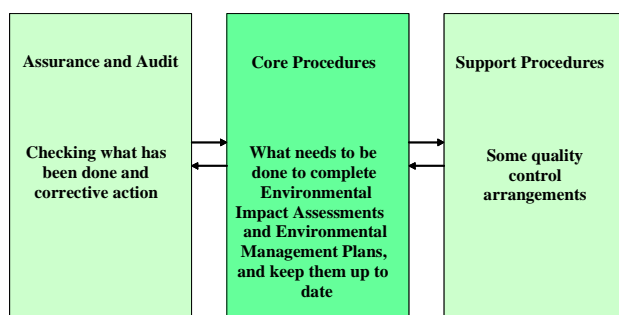 Assurance and Audit
Checking what has
been done and
corrective action
Core Procedures
What needs to be
done to complete
Environmental
Impact Assessments
and Environmental
Management Plans,
and keep them up to
date
Support Procedures
Some quality
control
arrangements